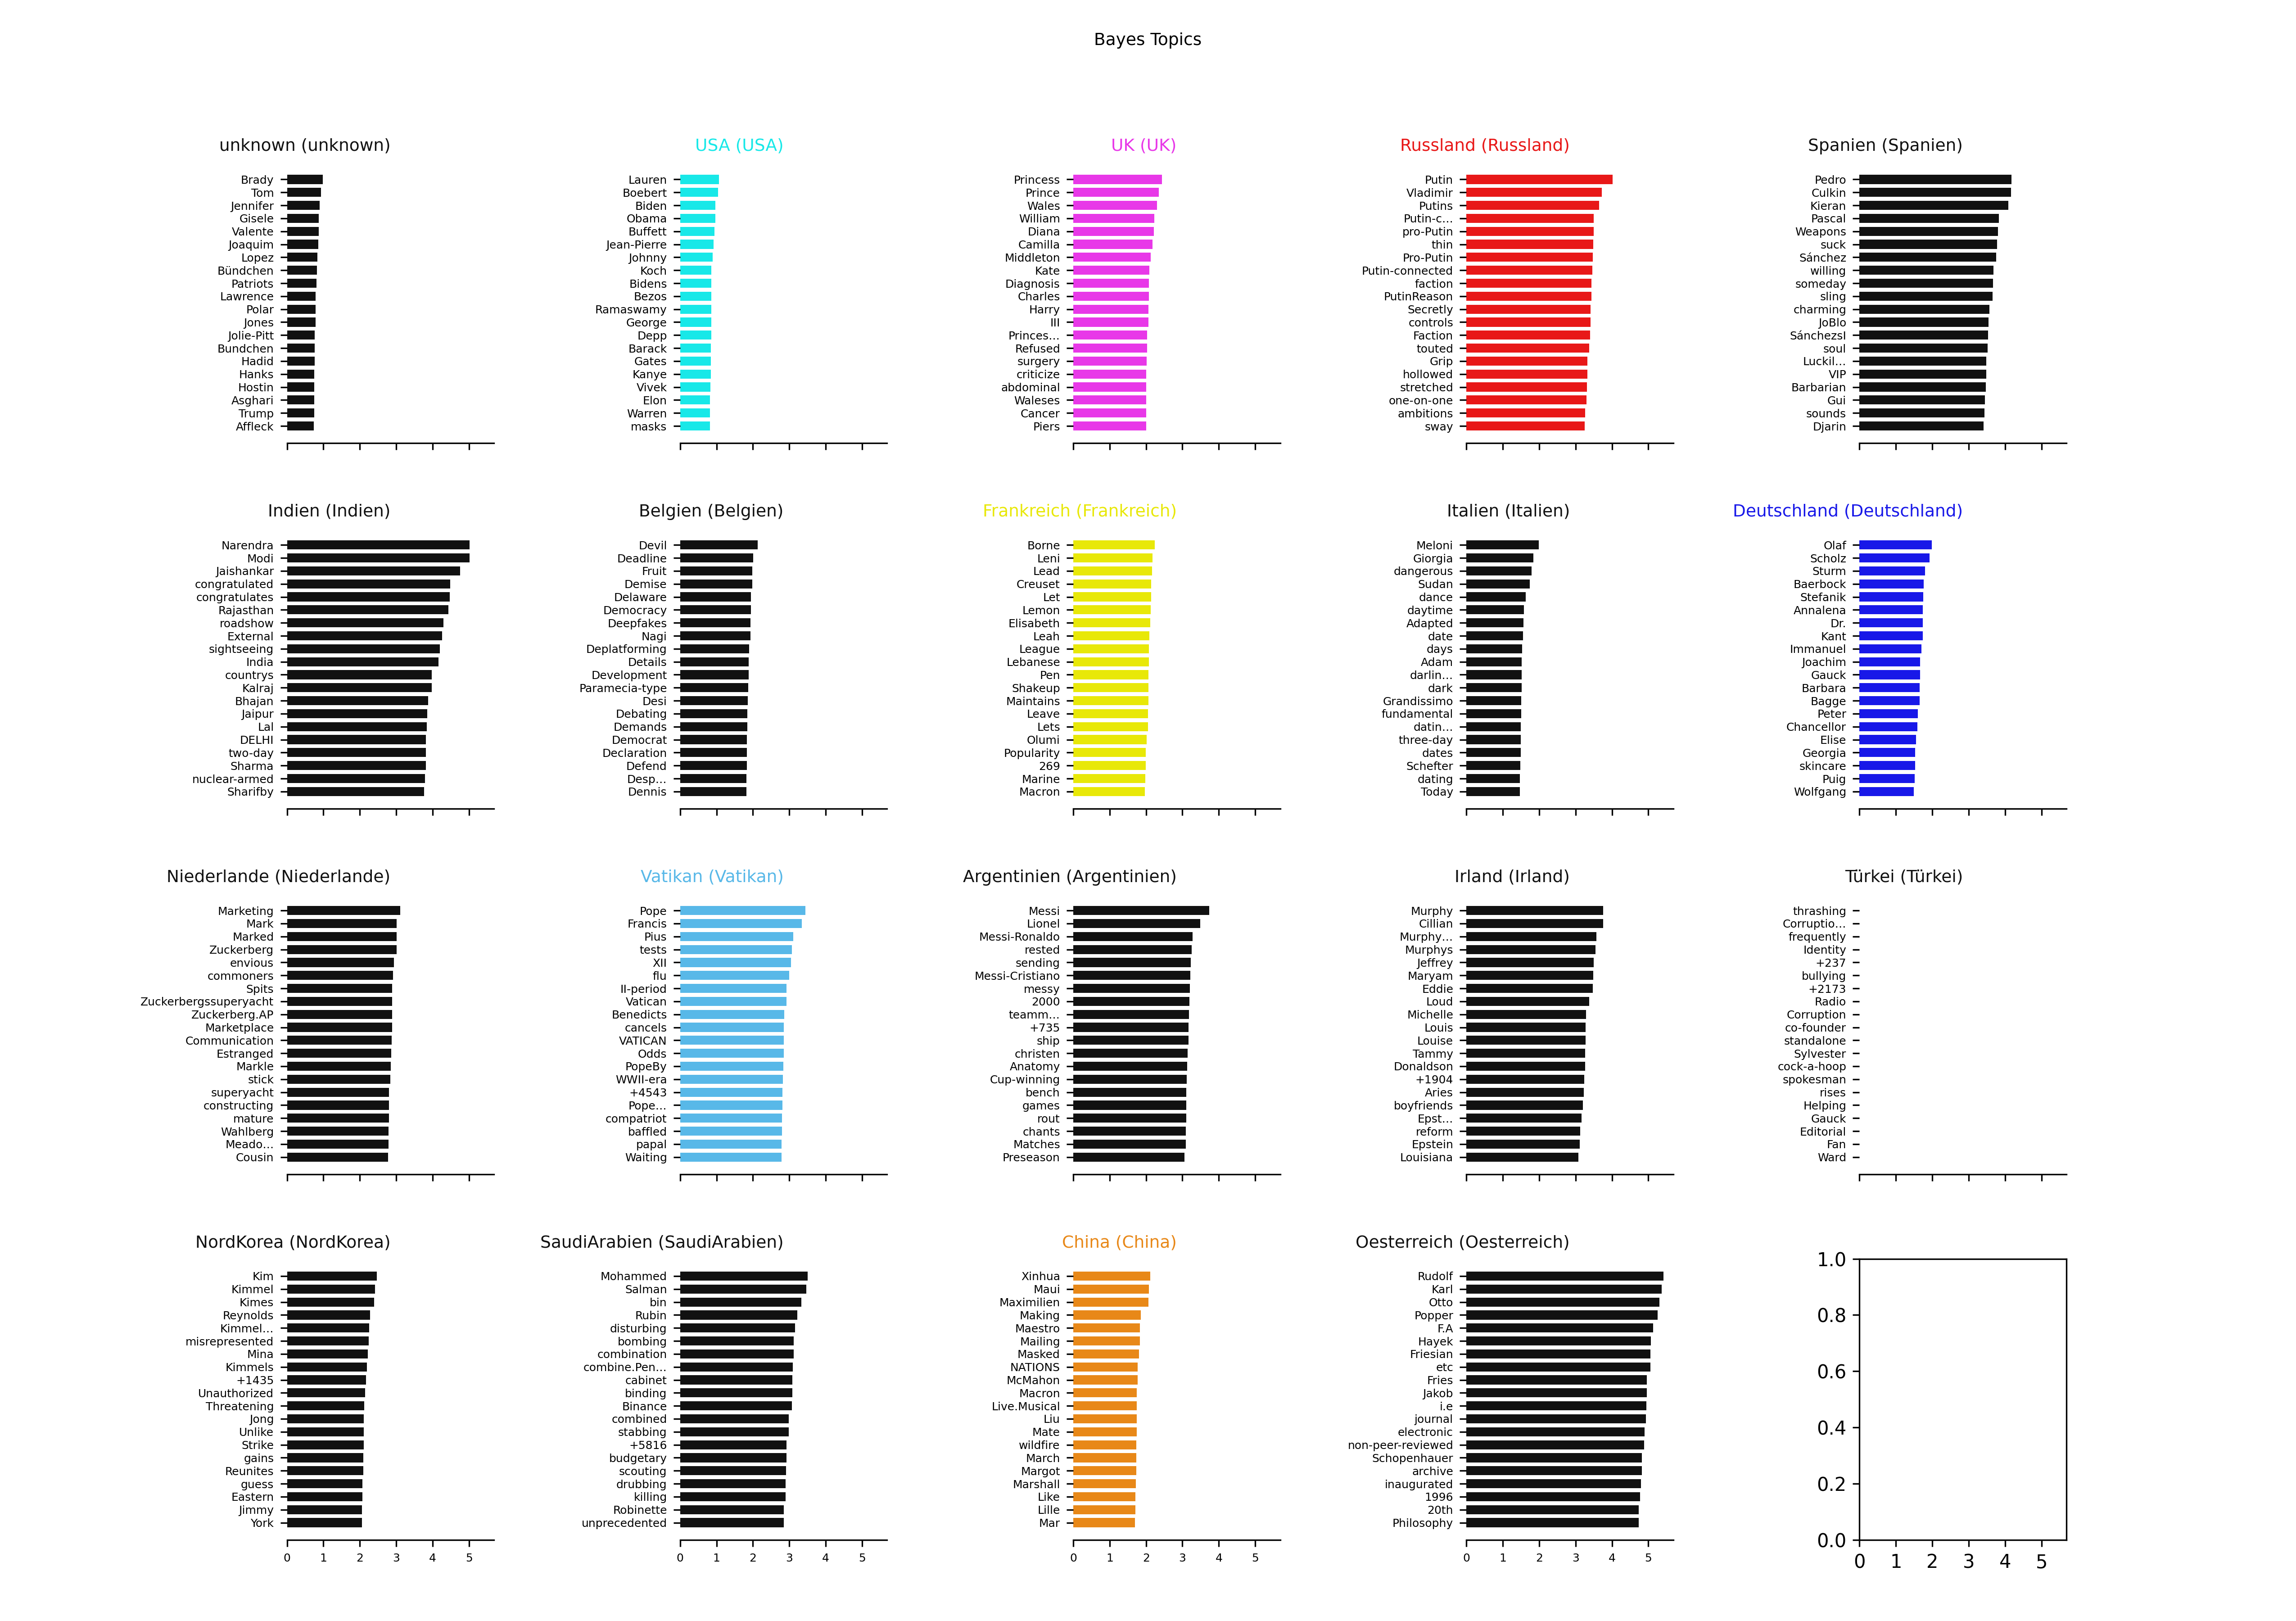 Bayes Topics
unknown (unknown)
Brady
Tom
Jennifer
Gisele
Valente
Joaquim
Lopez
Bündchen
Patriots
Lawrence
Polar
Jones
Jolie-Pitt
Bundchen
Hadid
Hanks
Hostin
Asghari
Trump
Affleck
USA (USA)
Lauren
Boebert
Biden
Obama
Buffett
Jean-Pierre
Johnny
Koch
Bidens
Bezos
Ramaswamy
George
Depp
Barack
Gates
Kanye
Vivek
Elon
Warren
masks
UK (UK)
Princess
Prince
Wales
William
Diana
Camilla
Middleton
Kate
Diagnosis
Charles
Harry
III
Princes...
Refused
surgery
criticize
abdominal
Waleses
Cancer
Piers
Russland (Russland)
Putin
Vladimir
Putins
Putin-c...
pro-Putin
thin
Pro-Putin
Putin-connected
faction
PutinReason
Secretly
controls
Faction
touted
Grip
hollowed
stretched
one-on-one
ambitions
sway
Spanien (Spanien)
Pedro
Culkin
Kieran
Pascal
Weapons
suck
Sánchez
willing
someday
sling
charming
JoBlo
SánchezsI
soul
Luckil...
VIP
Barbarian
Gui
sounds
Djarin
Indien (Indien)
Narendra
Modi
Jaishankar
congratulated
congratulates
Rajasthan
roadshow
External
sightseeing
India
countrys
Kalraj
Bhajan
Jaipur
Lal
DELHI
two-day
Sharma
nuclear-armed
Sharifby
Belgien (Belgien)
Devil
Deadline
Fruit
Demise
Delaware
Democracy
Deepfakes
Nagi
Deplatforming
Details
Development
Paramecia-type
Desi
Debating
Demands
Democrat
Declaration
Defend
Desp...
Dennis
Frankreich (Frankreich)
Borne
Leni
Lead
Creuset
Let
Lemon
Elisabeth
Leah
League
Lebanese
Pen
Shakeup
Maintains
Leave
Lets
Olumi
Popularity
269
Marine
Macron
Italien (Italien)
Meloni
Giorgia
dangerous
Sudan
dance
daytime
Adapted
date
days
Adam
darlin...
dark
Grandissimo
fundamental
datin...
three-day
dates
Schefter
dating
Today
Deutschland (Deutschland)
Olaf
Scholz
Sturm
Baerbock
Stefanik
Annalena
Dr.
Kant
Immanuel
Joachim
Gauck
Barbara
Bagge
Peter
Chancellor
Elise
Georgia
skincare
Puig
Wolfgang
Niederlande (Niederlande)
Marketing
Mark
Marked
Zuckerberg
envious
commoners
Spits
Zuckerbergssuperyacht
Zuckerberg.AP
Marketplace
Communication
Estranged
Markle
stick
superyacht
constructing
mature
Wahlberg
Meado...
Cousin
Vatikan (Vatikan)
Pope
Francis
Pius
tests
XII
flu
II-period
Vatican
Benedicts
cancels
VATICAN
Odds
PopeBy
WWII-era
+4543
Pope...
compatriot
baffled
papal
Waiting
Argentinien (Argentinien)
Messi
Lionel
Messi-Ronaldo
rested
sending
Messi-Cristiano
messy
2000
teamm...
+735
ship
christen
Anatomy
Cup-winning
bench
games
rout
chants
Matches
Preseason
Irland (Irland)
Murphy
Cillian
Murphy...
Murphys
Jeffrey
Maryam
Eddie
Loud
Michelle
Louis
Louise
Tammy
Donaldson
+1904
Aries
boyfriends
Epst...
reform
Epstein
Louisiana
Türkei (Türkei)
thrashing
Corruptio...
frequently
Identity
+237
bullying
+2173
Radio
Corruption
co-founder
standalone
Sylvester
cock-a-hoop
spokesman
rises
Helping
Gauck
Editorial
Fan
Ward
NordKorea (NordKorea)
Kim
Kimmel
Kimes
Reynolds
Kimmel...
misrepresented
Mina
Kimmels
+1435
Unauthorized
Threatening
Jong
Unlike
Strike
gains
Reunites
guess
Eastern
Jimmy
York
0 1 2 3 4 5
SaudiArabien (SaudiArabien)
Mohammed
Salman
bin
Rubin
disturbing
bombing
combination
combine.Pen...
cabinet
binding
Binance
combined
stabbing
+5816
budgetary
scouting
drubbing
killing
Robinette
unprecedented
0 1 2 3 4 5
China (China)
Xinhua
Maui
Maximilien
Making
Maestro
Mailing
Masked
NATIONS
McMahon
Macron
Live.Musical
Liu
Mate
wildfire
March
Margot
Marshall
Like
Lille
Mar
0 1 2 3 4 5
Oesterreich (Oesterreich)
Rudolf
Karl
Otto
Popper
F.A
Hayek
Friesian
etc
Fries
Jakob
i.e
journal
electronic
non-peer-reviewed
Schopenhauer
archive
inaugurated
1996
20th
Philosophy
0 1 2 3 4 5
1.0
0.8
0.6
0.4
0.2
0.0
0 1 2 3 4 5